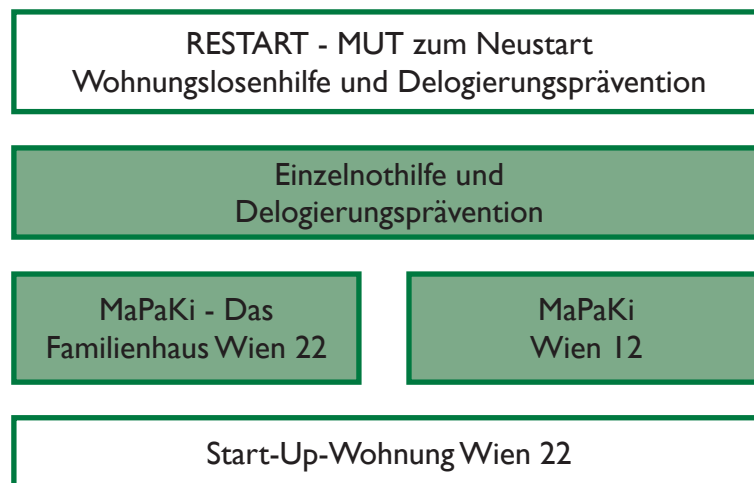 RESTART - MUT zum Neustart
Wohnungslosenhilfe und Delogierungsprävention
Einzelnothilfe und
Delogierungsprävention
MaPaKi - Das
Familienhaus Wien 22
MaPaKi
Wien 12
Start-Up-Wohnung Wien 22